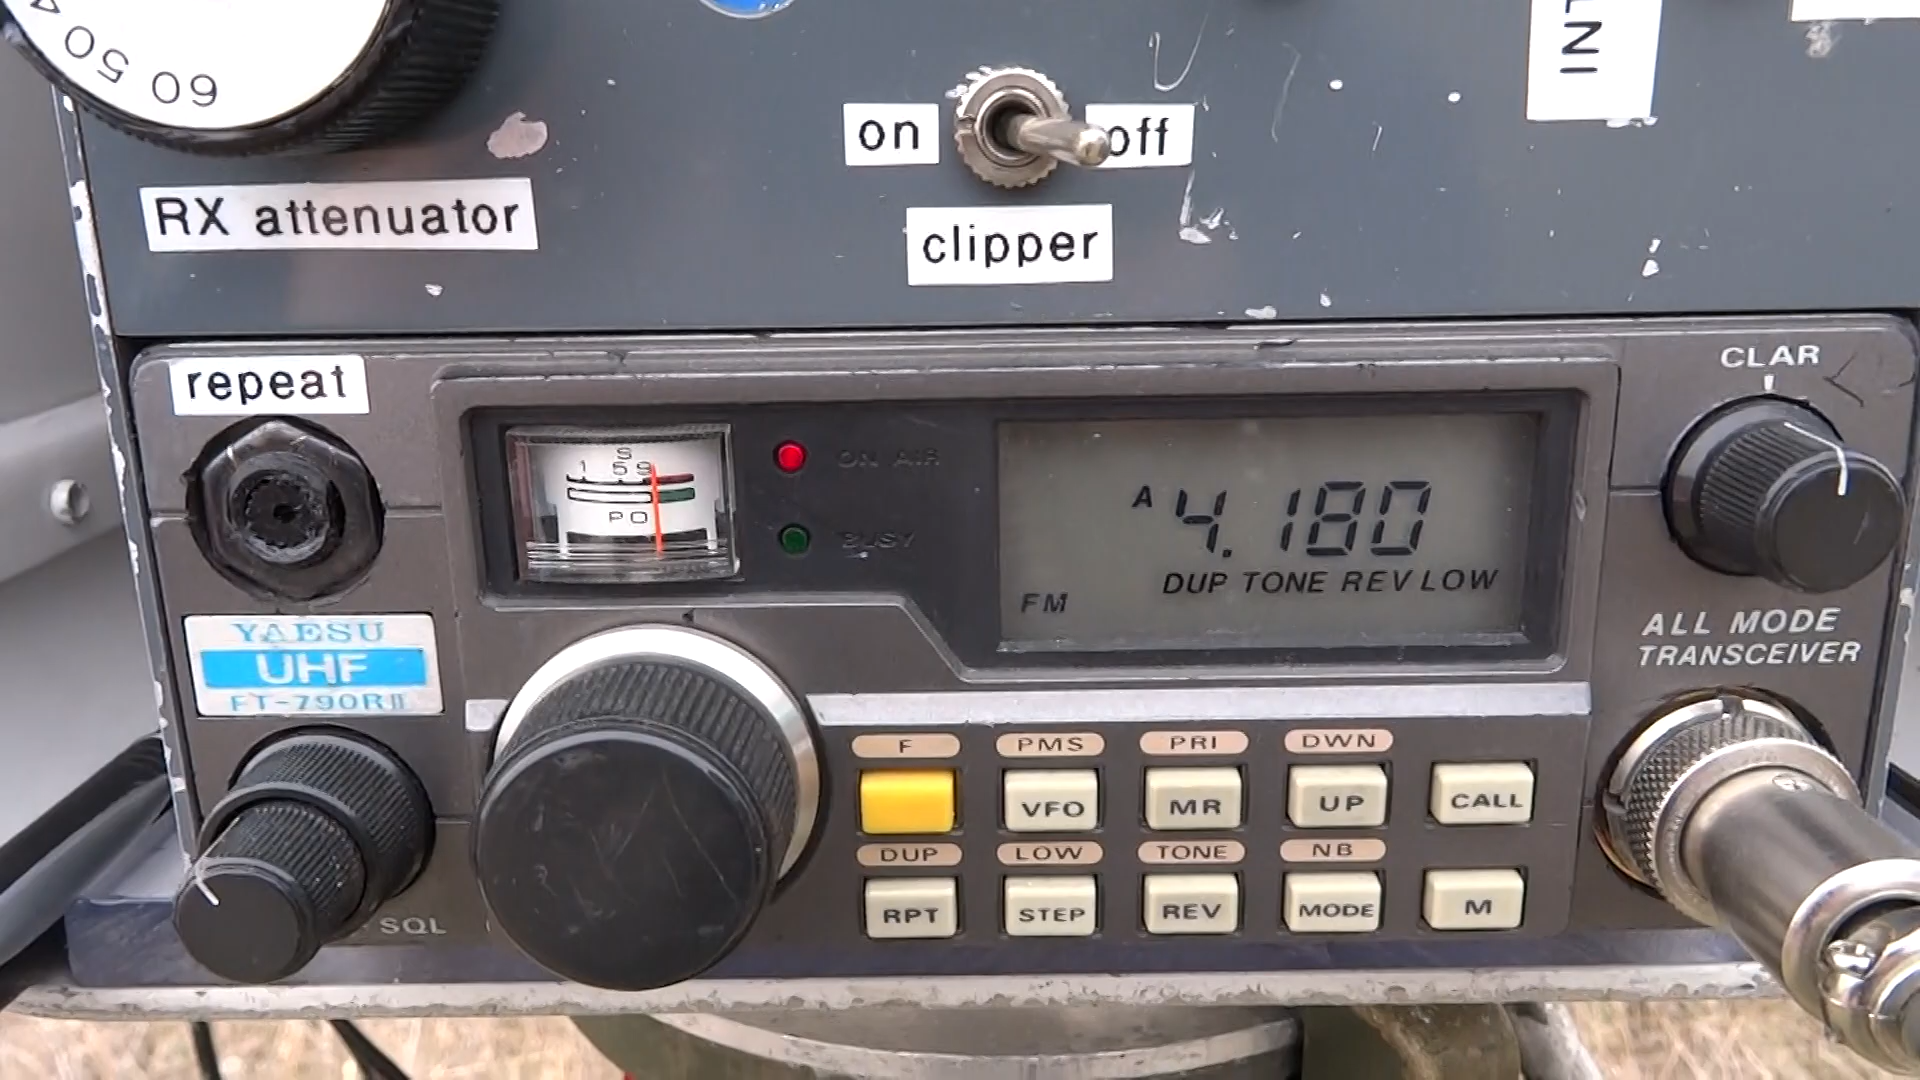 50
60
INT
on
off
RX attenuator
clipper
repeat
CLAR
S
1 5 9
PO
ON AIR
BUSY
A 4.180
DUP TONE REV LOW
FM
ALL MODE
TRANSCEIVER
YAESU
UHF
FT-790RII
F PMS PRI DWN
VFO MR UP CALL
DUP LOW TONE NB
RPT STEP REV MODE M
SQL